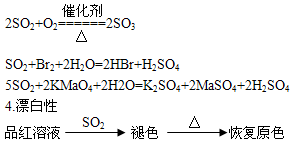 催化剂
2SO₂+O₂======2SO₃
△
SO₂+Br₂+2H₂O=2HBr+H₂SO₄
5SO₂+2KMaO₄+2H2O=K₂SO₄+2MaSO₄+2H₂SO₄
4.漂白性
品红溶液 —SO₂→ 褪色 —△→ 恢复原色